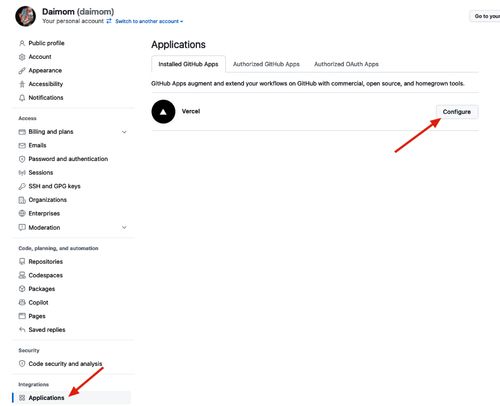 Daimom (daimom)
Your personal account Switch to another account
Go to your
Public profile
Account
Appearance
Accessibility
Notifications
Access
Billing and plans
Emails
Password and authentication
Sessions
SSH and GPG keys
Organizations
Enterprises
Moderation
Code, planning, and automation
Repositories
Codespaces
Packages
Copilot
Pages
Saved replies
Security
Code security and analysis
Integrations
Applications
Applications
Installed GitHub Apps Authorized GitHub Apps Authorized OAuth Apps
GitHub Apps augment and extend your workflows on GitHub with commercial, open source, and homegrown tools.
Vercel
Configure